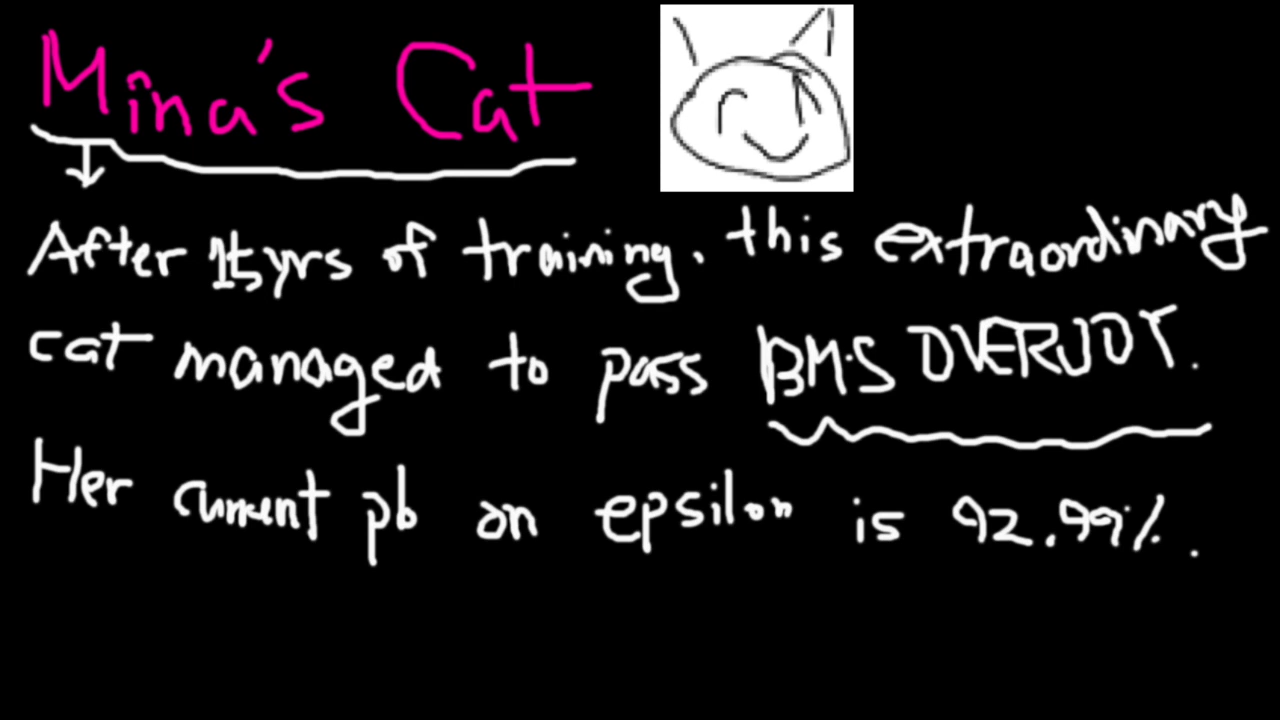 Mina's Cat
After 15yrs of training, this extraordinary
cat managed to pass BMS OVERJOY.
Her current pb on epsilon is 92.99%.